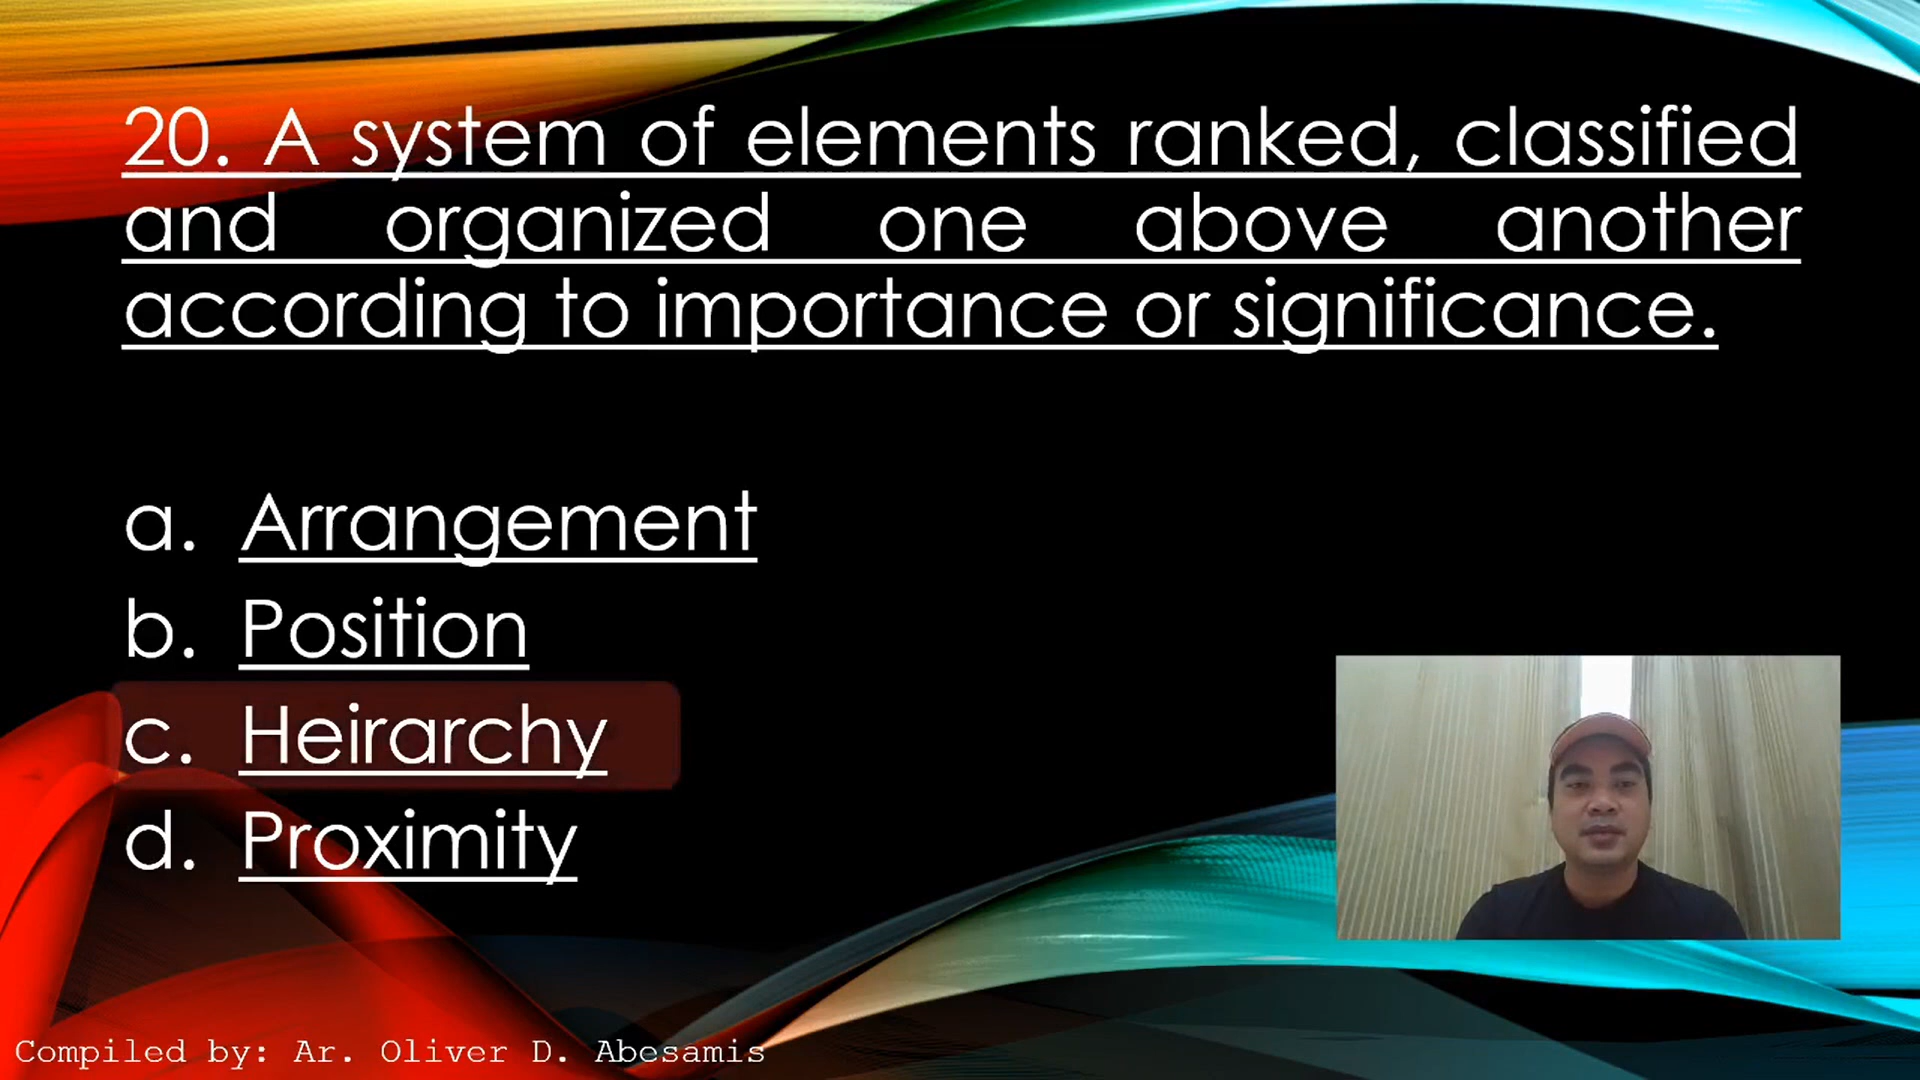 20. A system of elements ranked, classified
and organized one above another
according to importance or significance.
a. Arrangement
b. Position
c. Heirarchy
d. Proximity
Compiled by: Ar. Oliver D. Abesamis